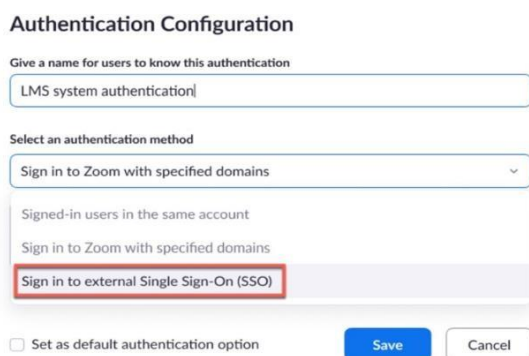 Authentication Configuration
Give a name for users to know this authentication
LMS system authentication
Select an authentication method
Sign in to Zoom with specified domains
Signed-in users in the same account
Sign in to Zoom with specified domains
Sign in to external Single Sign-On (SSO)
Set as default authentication option
Save
Cancel